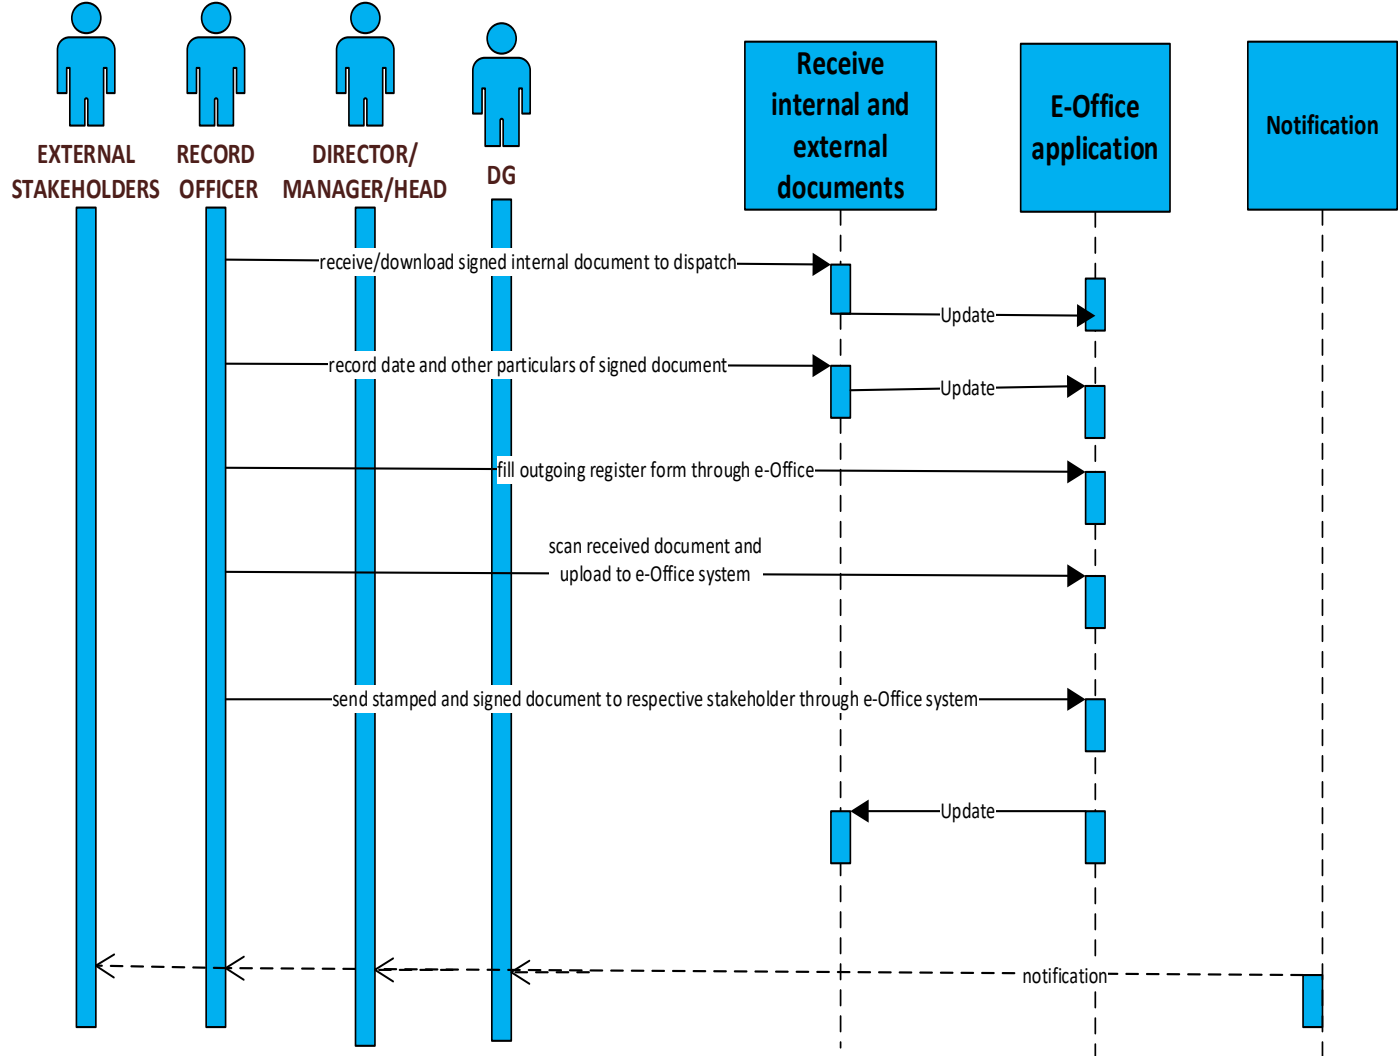 EXTERNAL
STAKEHOLDERS
RECORD
OFFICER
DIRECTOR/
MANAGER/HEAD
DG
Receive
internal and
external
documents
E-Office
application
Notification
receive/download signed internal document to dispatch
Update
record date and other particulars of signed document
Update
fill outgoing register form through e-Office
scan received document and
upload to e-Office system
send stamped and signed document to respective stakeholder through e-Office system
Update
notification